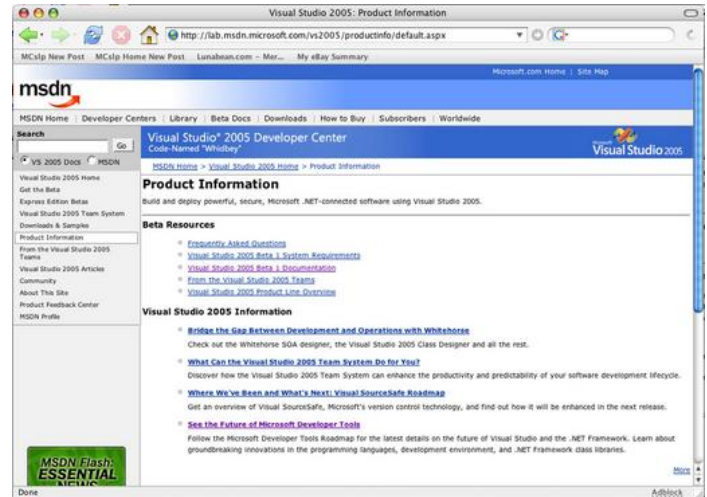 Visual Studio 2005: Product Information
http://lab.msdn.microsoft.com/vs2005/productinfo/default.aspx
MCslp New Post MCslp Home New Post Lunabean.com – Mer... My eBay Summary
Microsoft.com Home | Site Map
msdn
MSDN Home | Developer Centers | Library | Beta Docs | Downloads | How to Buy | Subscribers | Worldwide
Search
Go
VS 2005 Docs MSDN
Visual Studio 2005 Home
Get the Beta
Express Edition Betas
Visual Studio 2005 Team System
Downloads & Samples
Product Information
From the Visual Studio 2005
Teams
Visual Studio 2005 Articles
Community
About This Site
Product Feedback Center
MSDN Profile
MSDN Flash:
ESSENTIAL
NEWS
Visual Studio® 2005 Developer Center
Code-Named "Whidbey"
Microsoft
Visual Studio 2005
MSDN Home > Visual Studio 2005 Home > Product Information
Product Information
Build and deploy powerful, secure, Microsoft .NET-connected software using Visual Studio 2005.
Beta Resources
Frequently Asked Questions
Visual Studio 2005 Beta 1 System Requirements
Visual Studio 2005 Beta 1 Documentation
From the Visual Studio 2005 Teams
Visual Studio 2005 Product Line Overview
Visual Studio 2005 Information
Bridge the Gap Between Development and Operations with Whitehorse
Check out the Whitehorse SOA designer, the Visual Studio 2005 Class Designer and all the rest.
What Can the Visual Studio 2005 Team System Do for You?
Discover how the Visual Studio 2005 Team System can enhance the productivity and predictability of your software development lifecycle.
Where We've Been and What's Next: Visual SourceSafe Roadmap
Get an overview of Visual SourceSafe, Microsoft's version control technology, and find out how it will be enhanced in the next release.
See the Future of Microsoft Developer Tools
Follow the Microsoft Developer Tools Roadmap for the latest details on the future of Visual Studio and the .NET Framework. Learn about
groundbreaking innovations in the programming languages, development environment, and .NET Framework class libraries.
More
Done
Adblock